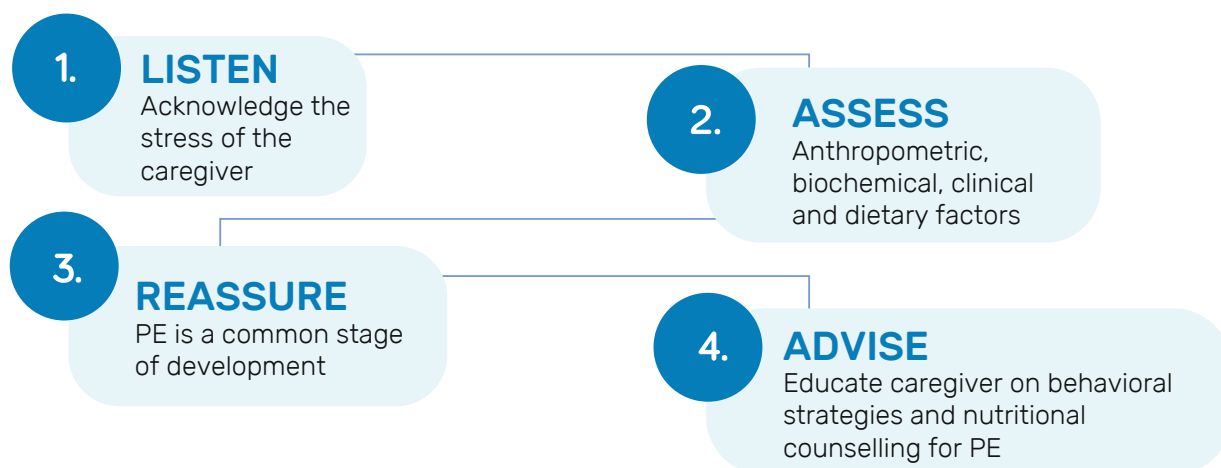 1.
LISTEN
Acknowledge the
stress of the
caregiver
2.
ASSESS
Anthropometric,
biochemical, clinical
and dietary factors
3.
REASSURE
PE is a common stage
of development
4.
ADVISE
Educate caregiver on behavioral
strategies and nutritional
counselling for PE